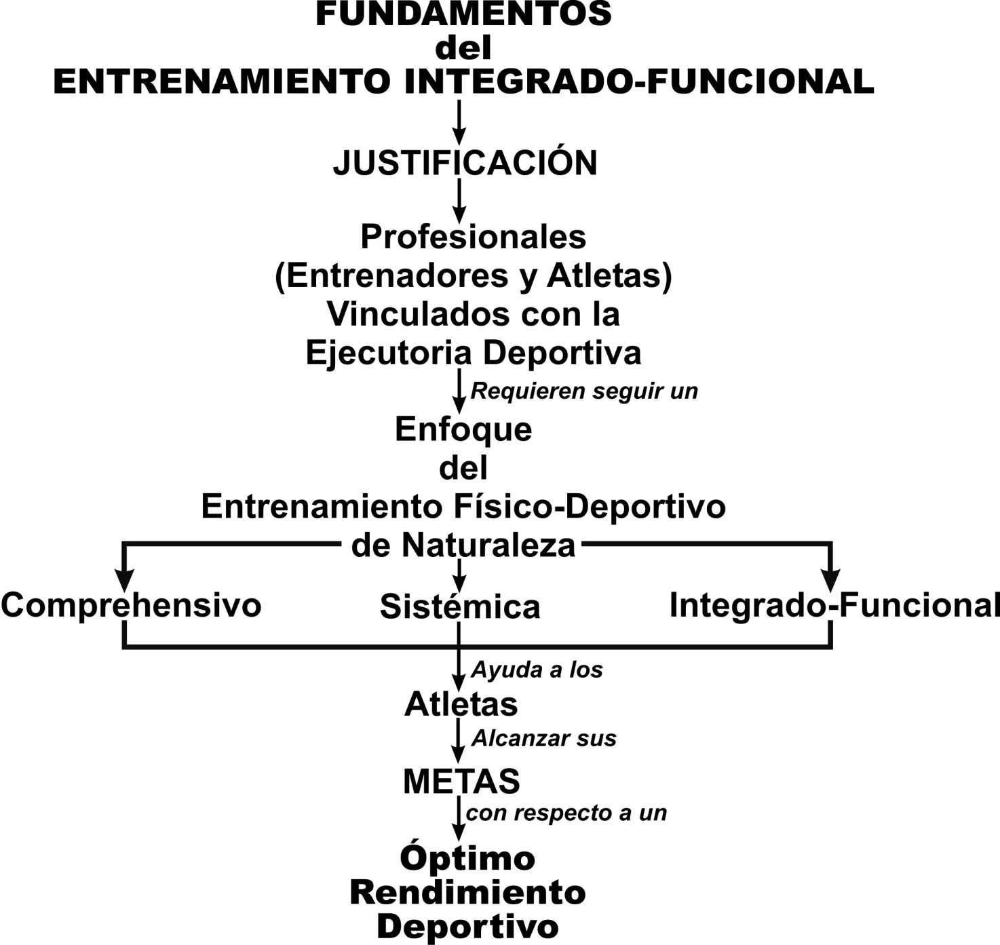 FUNDAMENTOS
del
ENTRENAMIENTO INTEGRADO-FUNCIONAL
JUSTIFICACIÓN
Profesionales
(Entrenadores y Atletas)
Vinculados con la
Ejecutoria Deportiva
Requieren seguir un
Enfoque
del
Entrenamiento Físico-Deportivo
de Naturaleza
Comprehensivo
Sistémica
Integrado-Funcional
Ayuda a los
Atletas
Alcanzar sus
METAS
con respecto a un
Óptimo
Rendimiento
Deportivo